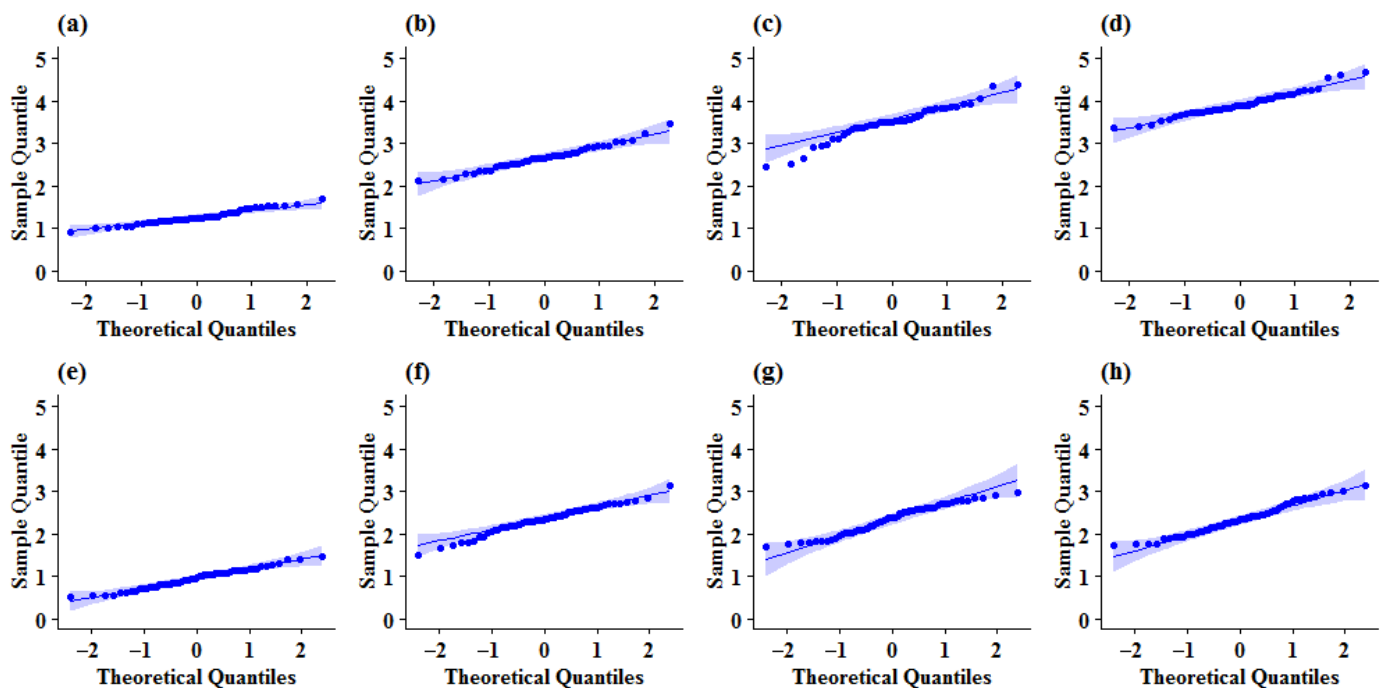 (a) (b) (c) (d)
Sample Quantile Sample Quantile Sample Quantile Sample Quantile
5 5 5 5
4 4 4 4
3 3 3 3
2 2 2 2
1 1 1 1
0 0 0 0
−2 −1 0 1 2 −2 −1 0 1 2 −2 −1 0 1 2 −2 −1 0 1 2
Theoretical Quantiles Theoretical Quantiles Theoretical Quantiles Theoretical Quantiles
(e) (f) (g) (h)
Sample Quantile Sample Quantile Sample Quantile Sample Quantile
5 5 5 5
4 4 4 4
3 3 3 3
2 2 2 2
1 1 1 1
0 0 0 0
−2 −1 0 1 2 −2 −1 0 1 2 −2 −1 0 1 2 −2 −1 0 1 2
Theoretical Quantiles Theoretical Quantiles Theoretical Quantiles Theoretical Quantiles